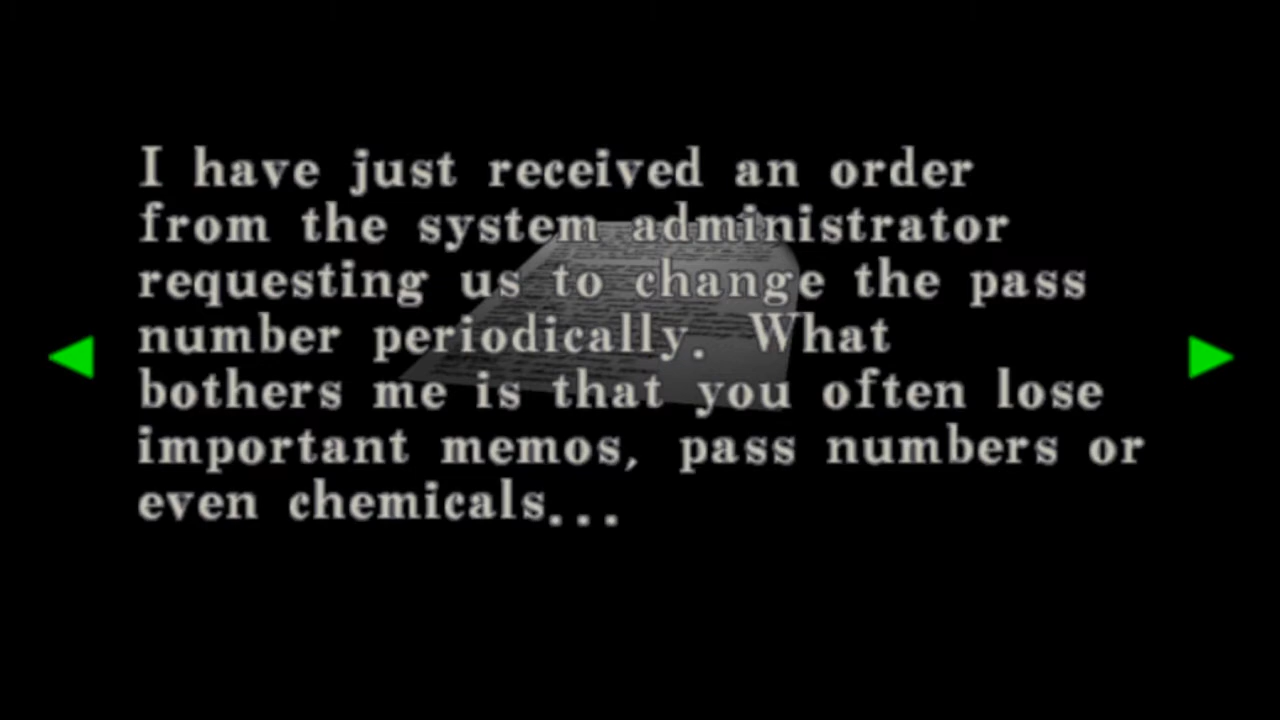 I have just received an order
from the system administrator
requesting us to change the pass
number periodically. What
bothers me is that you often lose
important memos, pass numbers or
even chemicals...